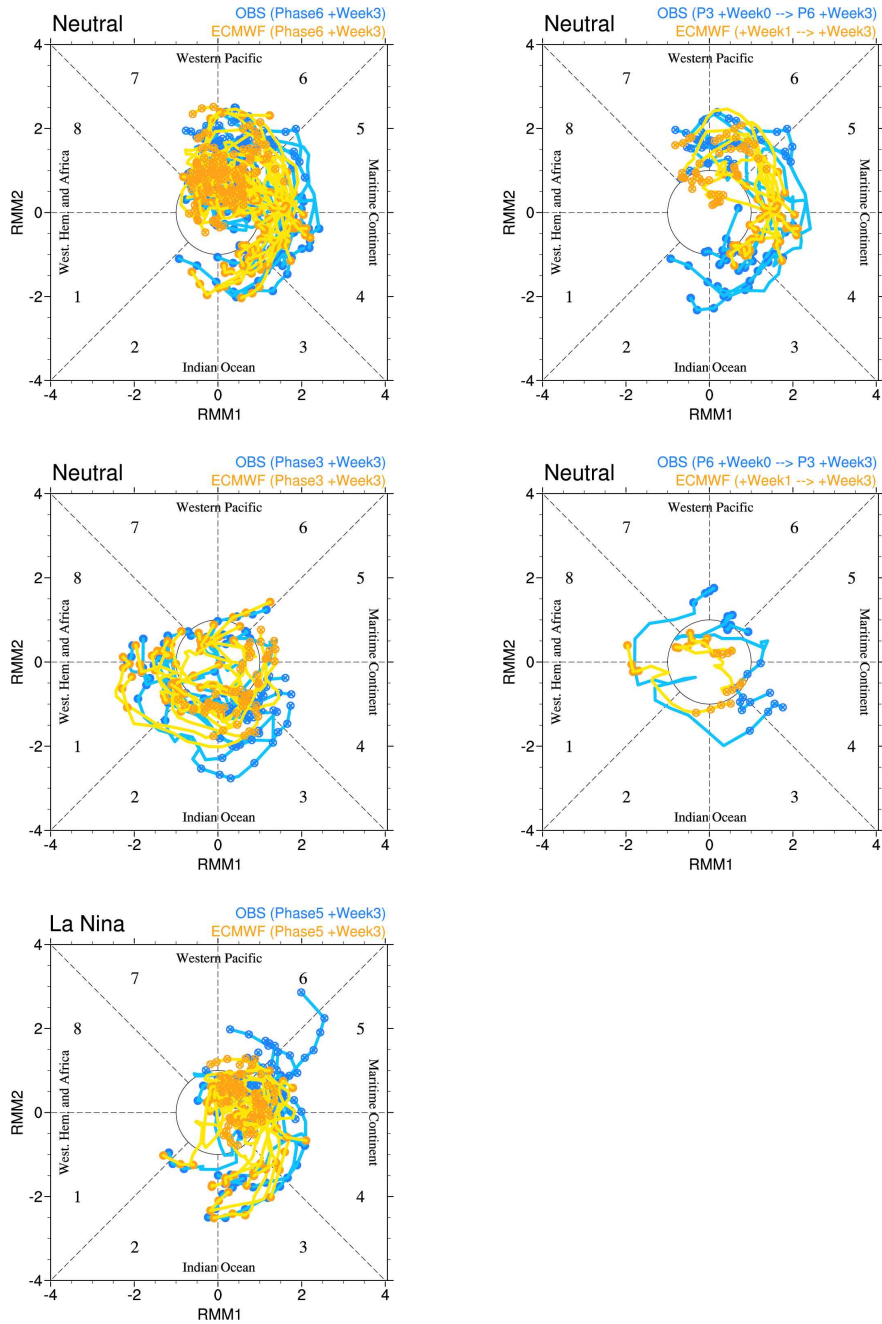 Neutral
OBS (Phase6 +Week3)
ECMWF (Phase6 +Week3)
4
2
0
-2
-4
-4 -2 0 2 4
RMM1
RMM2
Western Pacific
Maritime Continent
Indian Ocean
West. Hem. and Africa
7 6
8 5
1 4
2 3
Neutral
OBS (P3 +Week0 --> P6 +Week3)
ECMWF (+Week1 --> +Week3)
4
2
0
-2
-4
-4 -2 0 2 4
RMM1
RMM2
Western Pacific
Maritime Continent
Indian Ocean
West. Hem. and Africa
7 6
8 5
1 4
2 3
Neutral
OBS (Phase3 +Week3)
ECMWF (Phase3 +Week3)
4
2
0
-2
-4
-4 -2 0 2 4
RMM1
RMM2
Western Pacific
Maritime Continent
Indian Ocean
West. Hem. and Africa
7 6
8 5
1 4
2 3
Neutral
OBS (P6 +Week0 --> P3 +Week3)
ECMWF (+Week1 --> +Week3)
4
2
0
-2
-4
-4 -2 0 2 4
RMM1
RMM2
Western Pacific
Maritime Continent
Indian Ocean
West. Hem. and Africa
7 6
8 5
1 4
2 3
La Nina
OBS (Phase5 +Week3)
ECMWF (Phase5 +Week3)
4
2
0
-2
-4
-4 -2 0 2 4
RMM1
RMM2
Western Pacific
Maritime Continent
Indian Ocean
West. Hem. and Africa
7 6
8 5
1 4
2 3